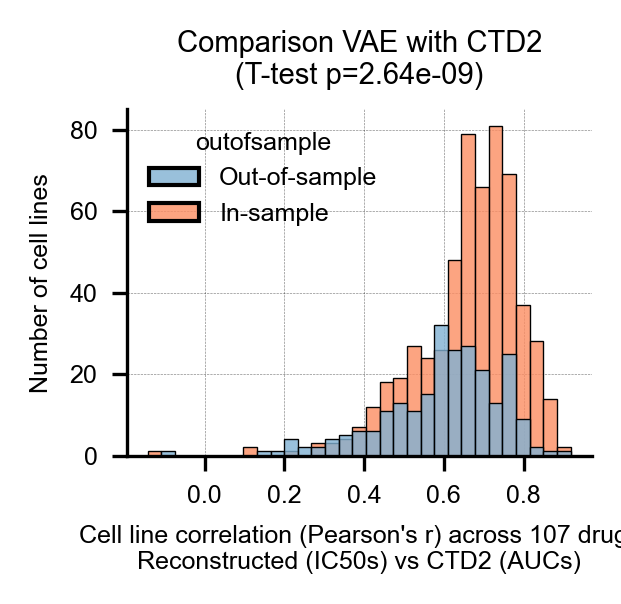 Comparison VAE with CTD2
(T-test p=2.64e-09)
80
60
40
20
0
Number of cell lines
outofsample
Out-of-sample
In-sample
0.0 0.2 0.4 0.6 0.8
Cell line correlation (Pearson's r) across 107 drug
Reconstructed (IC50s) vs CTD2 (AUCs)